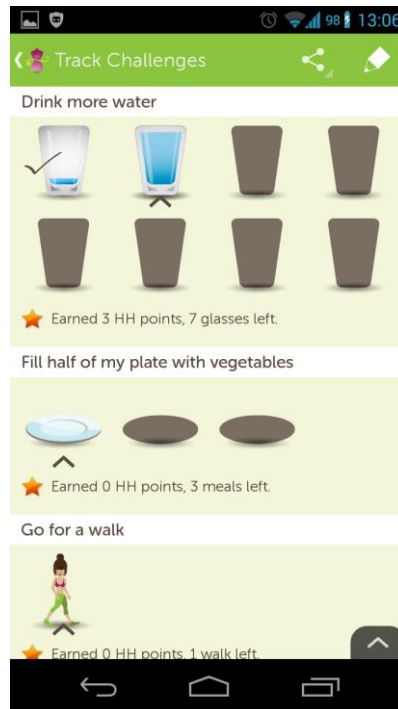 98 13:06
Track Challenges
Drink more water
Earned 3 HH points, 7 glasses left.
Fill half of my plate with vegetables
Earned 0 HH points, 3 meals left.
Go for a walk
Earned 0 HH points, 1 walk left.